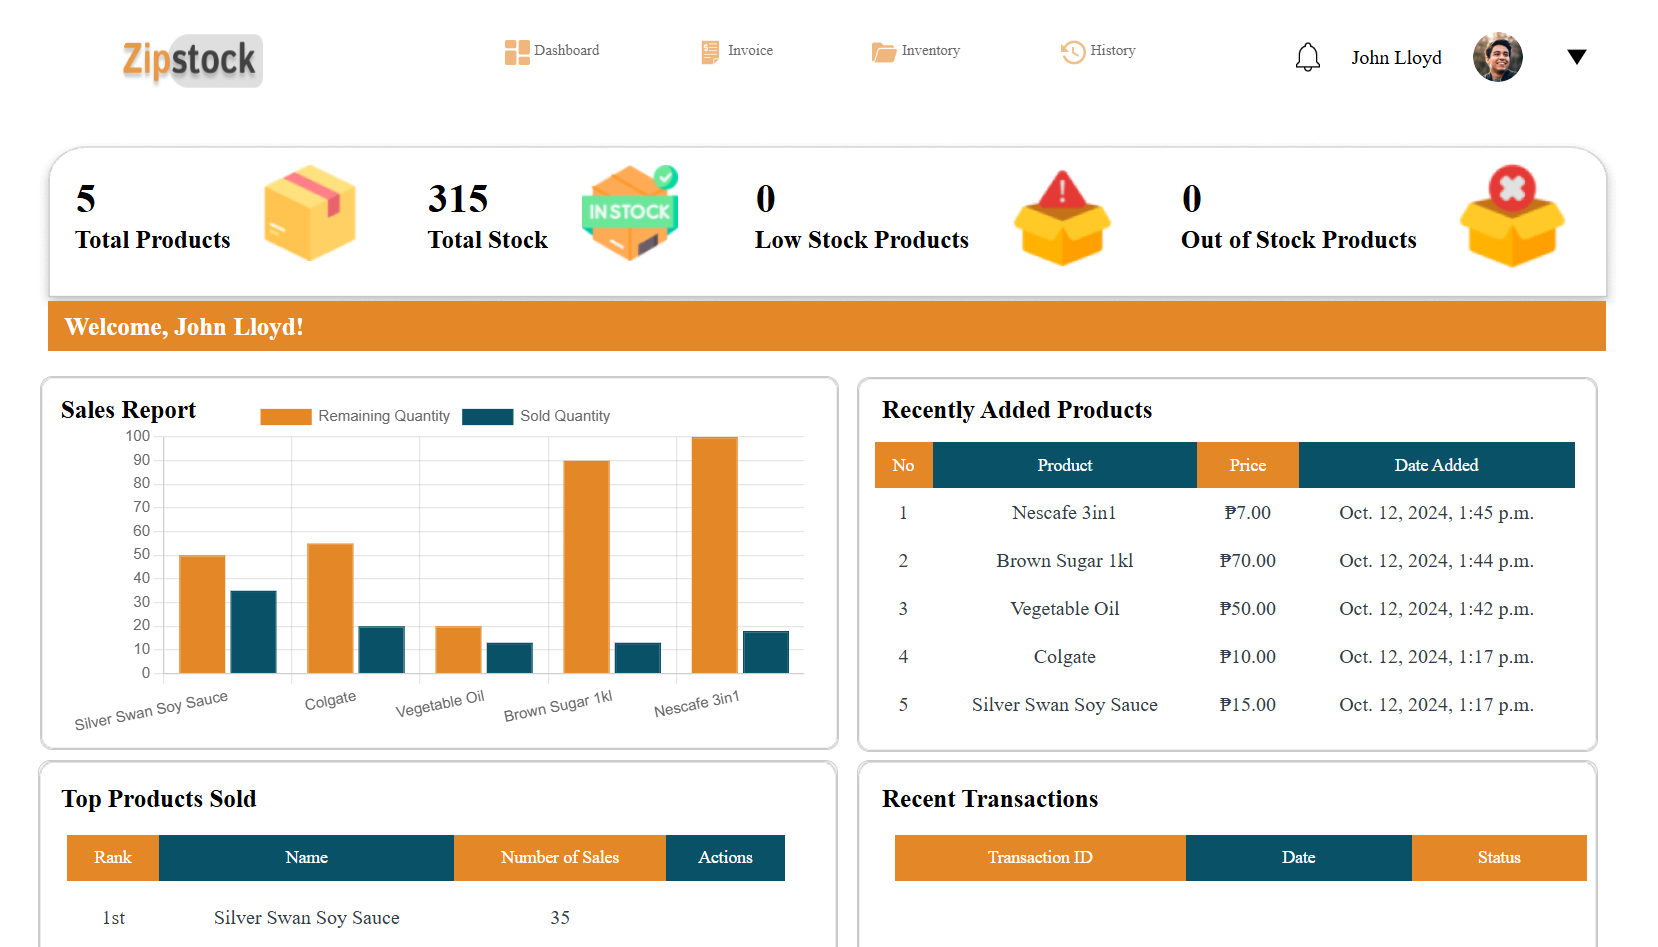 Zipstock
Dashboard
Invoice
Inventory
History
John Lloyd
5
Total Products
315
Total Stock
IN STOCK
0
Low Stock Products
0
Out of Stock Products
Welcome, John Lloyd!
Sales Report
Remaining Quantity
Sold Quantity
100
90
80
70
60
50
40
30
20
10
0
Silver Swan Soy Sauce
Colgate
Vegetable Oil
Brown Sugar 1kl
Nescafe 3in1
Recently Added Products
No Product Price Date Added
1 Nescafe 3in1 ₱7.00 Oct. 12, 2024, 1:45 p.m.
2 Brown Sugar 1kl ₱70.00 Oct. 12, 2024, 1:44 p.m.
3 Vegetable Oil ₱50.00 Oct. 12, 2024, 1:42 p.m.
4 Colgate ₱10.00 Oct. 12, 2024, 1:17 p.m.
5 Silver Swan Soy Sauce ₱15.00 Oct. 12, 2024, 1:17 p.m.
Top Products Sold
Rank Name Number of Sales Actions
1st Silver Swan Soy Sauce 35
Recent Transactions
Transaction ID Date Status